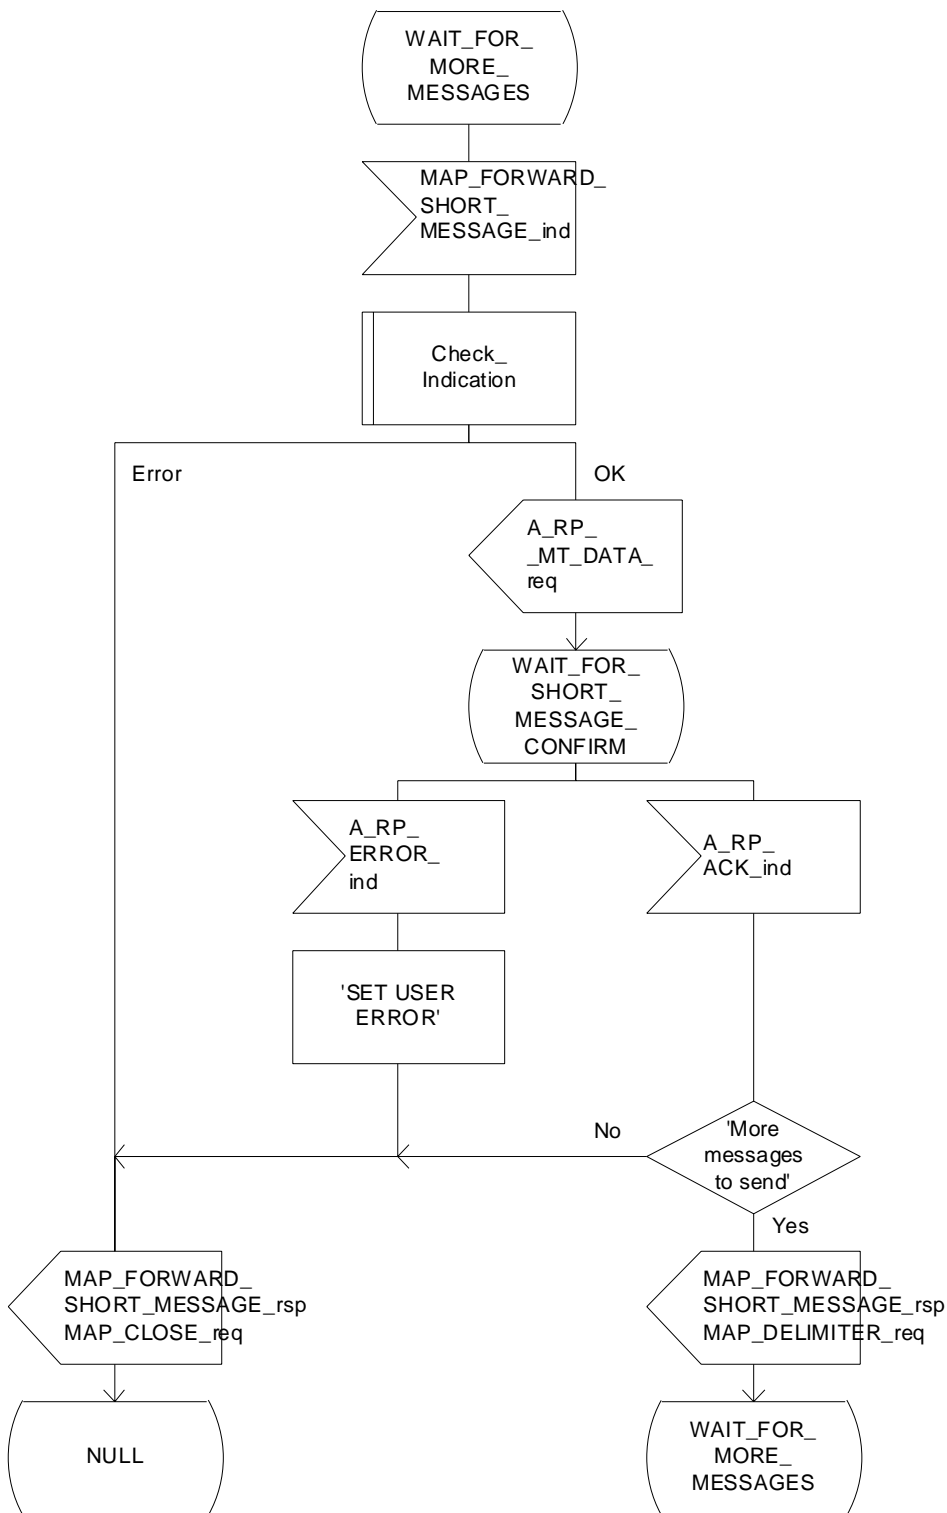 WAIT_FOR_
MORE_
MESSAGES
MAP_FORWARD_
SHORT_
MESSAGE_ind
Check_
Indication
Error
OK
A_RP_
_MT_DATA_
req
WAIT_FOR_
SHORT_
MESSAGE_
CONFIRM
A_RP_
ERROR_
ind
A_RP_
ACK_ind
'SET USER
ERROR'
No
'More
messages
to send'
Yes
MAP_FORWARD_
SHORT_MESSAGE_rsp
MAP_CLOSE_req
MAP_FORWARD_
SHORT_MESSAGE_rsp
MAP_DELIMITER_req
NULL
WAIT_FOR_
MORE_
MESSAGES